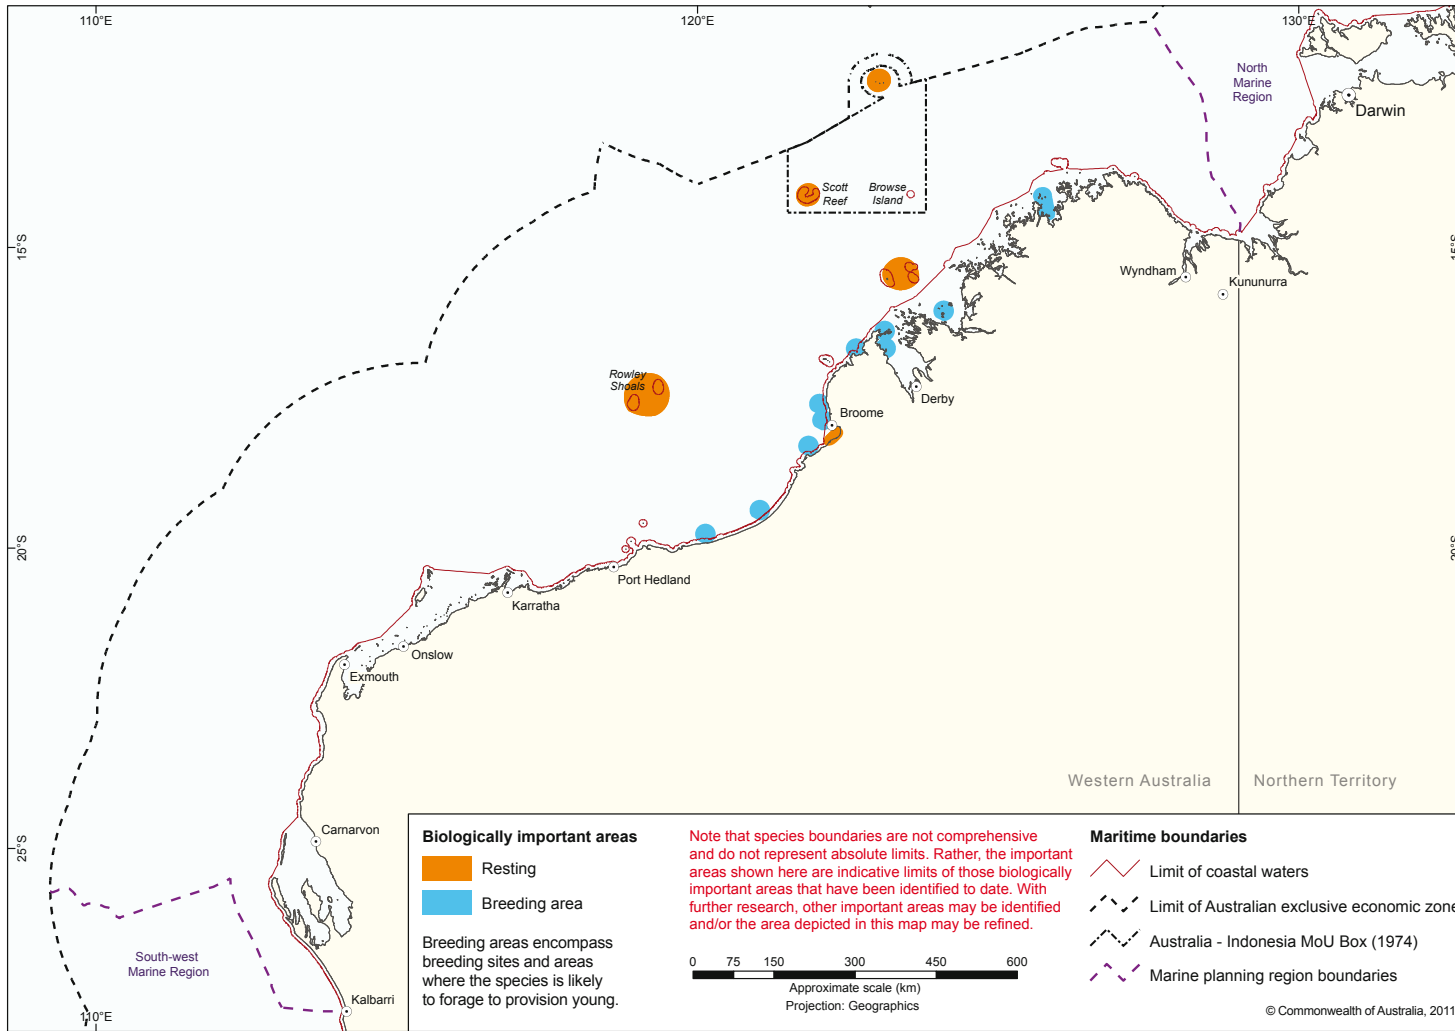 110°E
120°E
130°E
North
Marine
Region
Darwin
Scott
Reef
Browse
Island
15°S
15°S
Wyndham
Kununurra
Rowley
Shoals
Derby
Broome
20°S
20°S
Port Hedland
Karratha
Onslow
Exmouth
Western Australia
Northern Territory
Carnarvon
25°S
South-west
Marine Region
Kalbarri
110°E
Biologically important areas
Resting
Breeding area
Breeding areas encompass
breeding sites and areas
where the species is likely
to forage to provision young.
Note that species boundaries are not comprehensive
and do not represent absolute limits. Rather, the important
areas shown here are indicative limits of those biologically
important areas that have been identified to date. With
further research, other important areas may be identified
and/or the area depicted in this map may be refined.
0 75 150 300 450 600
Approximate scale (km)
Projection: Geographics
Maritime boundaries
Limit of coastal waters
Limit of Australian exclusive economic zone
Australia - Indonesia MoU Box (1974)
Marine planning region boundaries
© Commonwealth of Australia, 2011